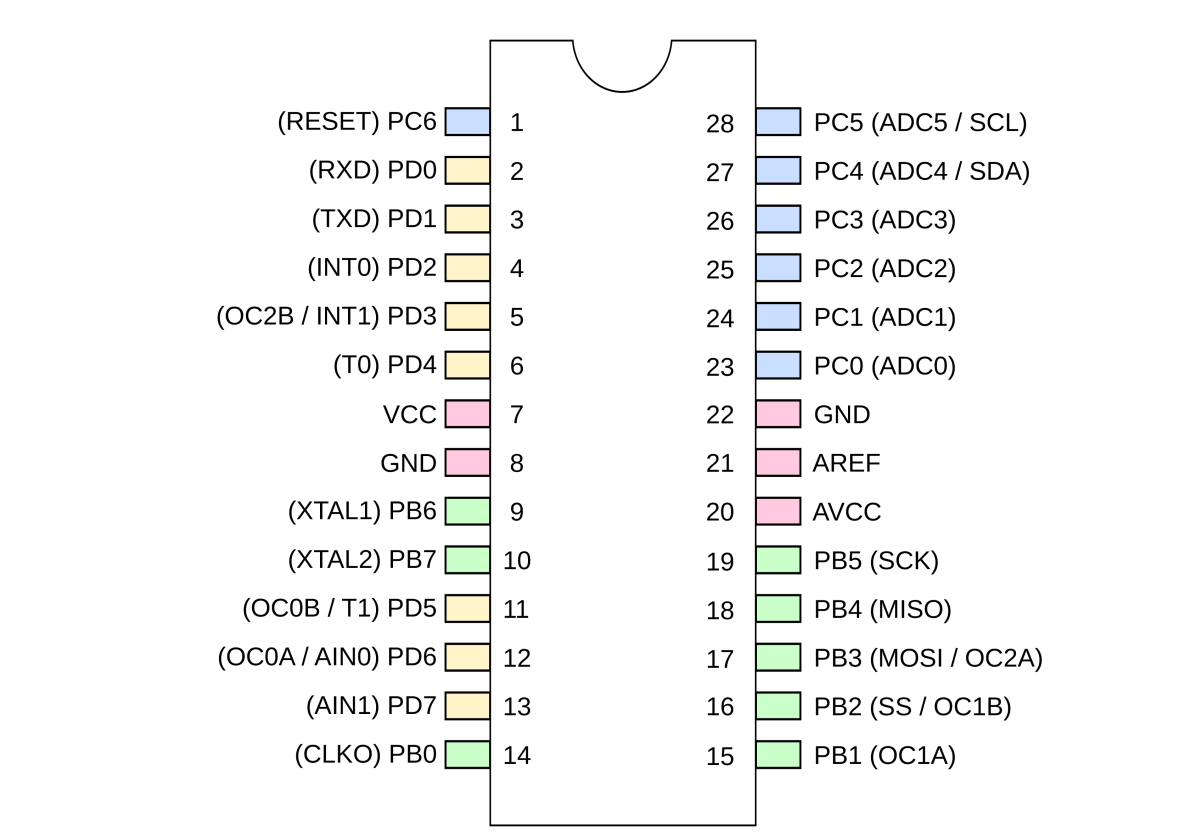 (RESET) PC6 1 28 PC5 (ADC5 / SCL)
(RXD) PD0 2 27 PC4 (ADC4 / SDA)
(TXD) PD1 3 26 PC3 (ADC3)
(INT0) PD2 4 25 PC2 (ADC2)
(OC2B / INT1) PD3 5 24 PC1 (ADC1)
(T0) PD4 6 23 PC0 (ADC0)
VCC 7 22 GND
GND 8 21 AREF
(XTAL1) PB6 9 20 AVCC
(XTAL2) PB7 10 19 PB5 (SCK)
(OC0B / T1) PD5 11 18 PB4 (MISO)
(OC0A / AIN0) PD6 12 17 PB3 (MOSI / OC2A)
(AIN1) PD7 13 16 PB2 (SS / OC1B)
(CLKO) PB0 14 15 PB1 (OC1A)